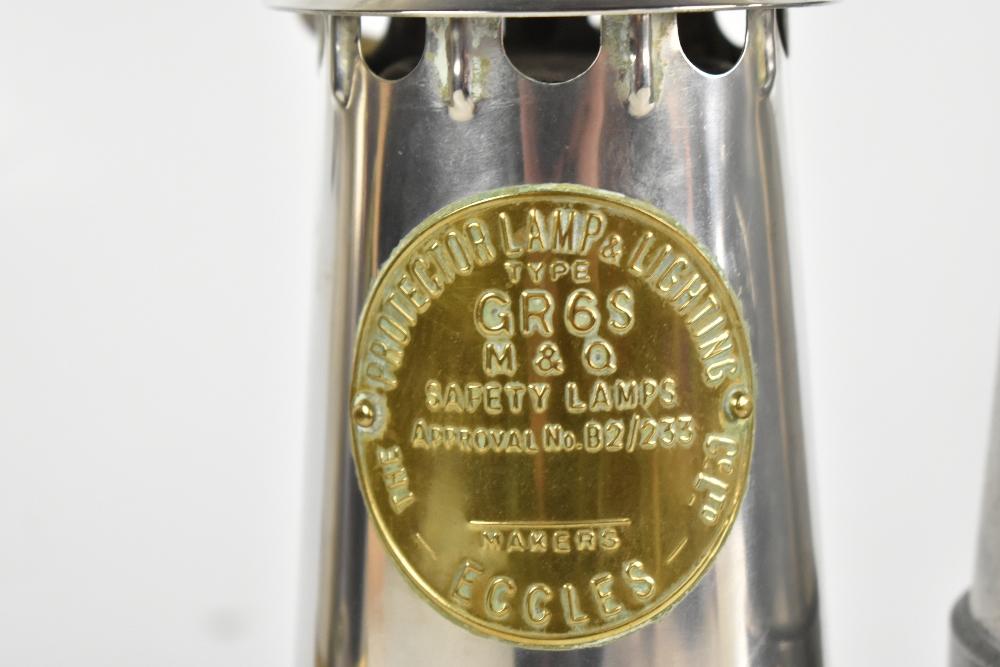 THE PROTECTOR LAMP & LIGHTING Co LTD
TYPE
GR6S
M & Q
SAFETY LAMPS
APPROVAL No. B2/233
MAKERS
ECCLES